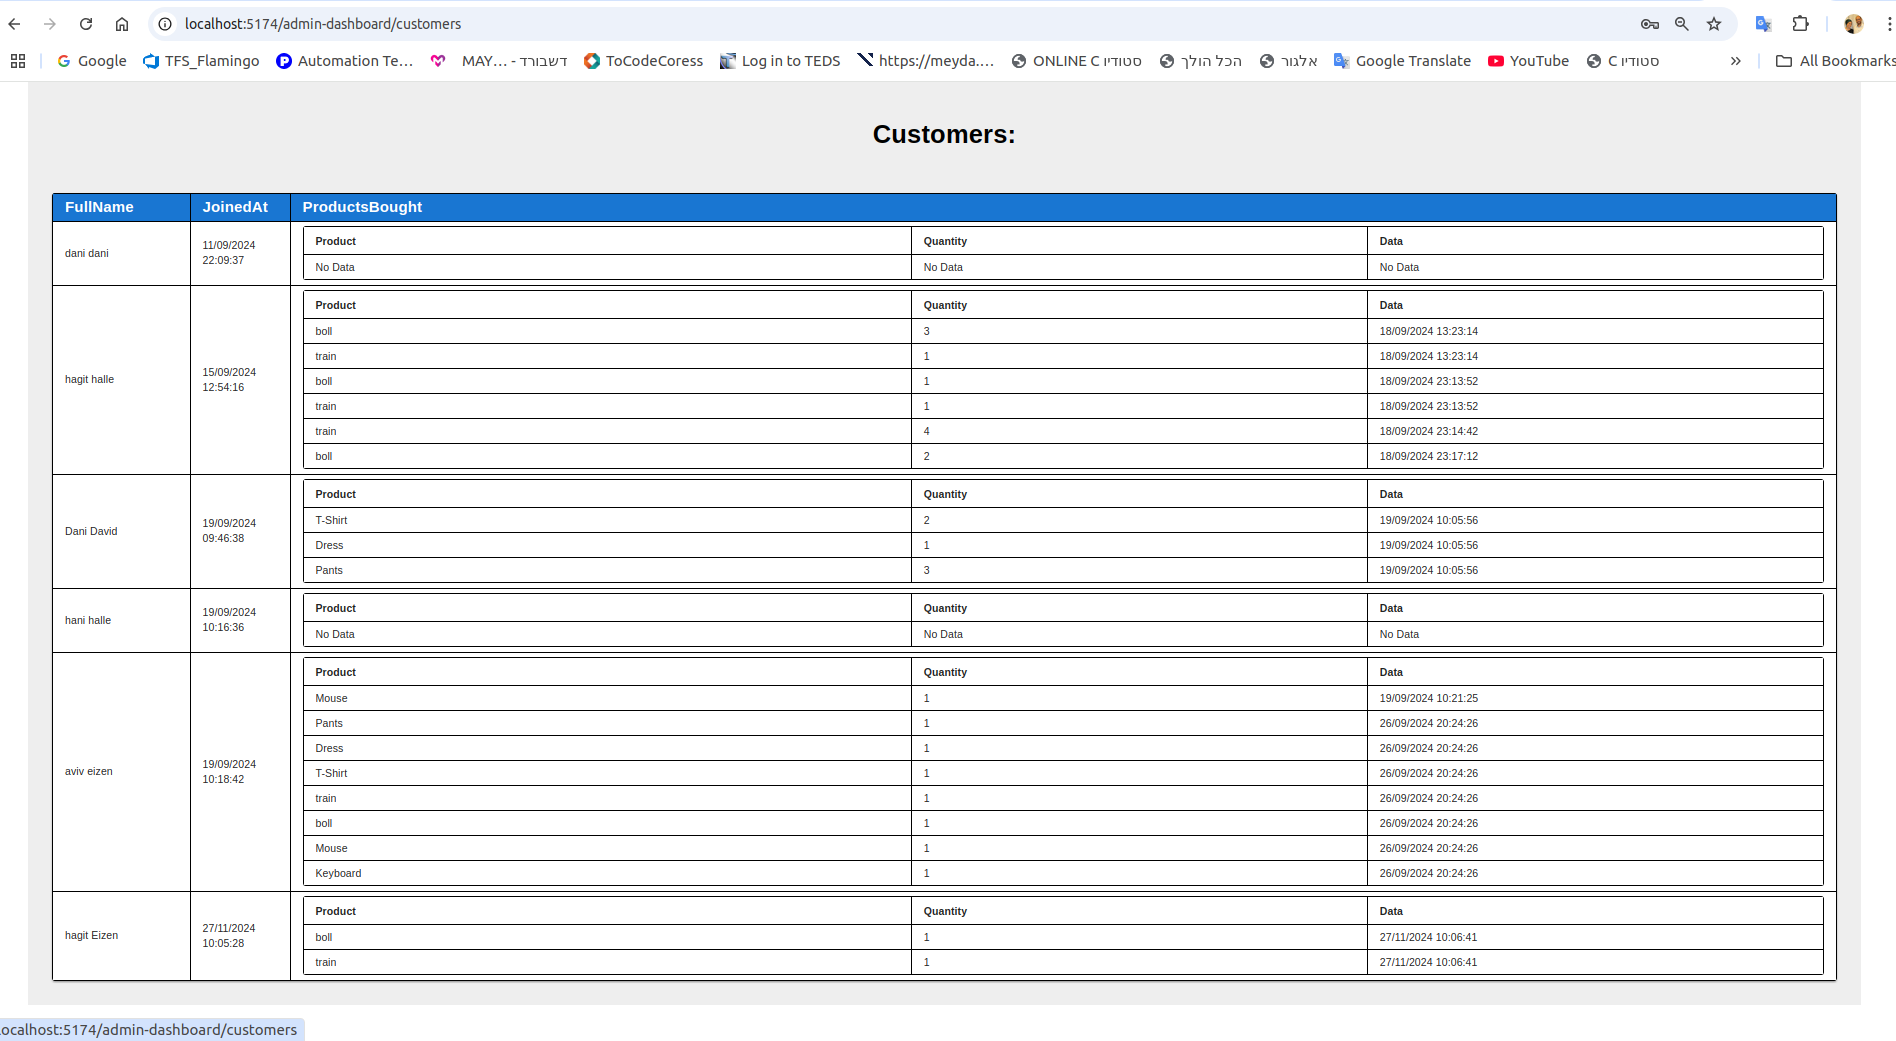 localhost:5174/admin-dashboard/customers
Google TFS_Flamingo Automation Te... MAY... - דשבורד ToCodeCoress Log in to TEDS https://meyda.... ONLINE C סטודיו הכל הולך אלגור Google Translate YouTube C סטודיו » All Bookmarks
Customers:
FullName JoinedAt ProductsBought
dani dani 11/09/2024 22:09:37
Product Quantity Data
No Data No Data No Data
hagit halle 15/09/2024 12:54:16
Product Quantity Data
boll 3 18/09/2024 13:23:14
train 1 18/09/2024 13:23:14
boll 1 18/09/2024 23:13:52
train 1 18/09/2024 23:13:52
train 4 18/09/2024 23:14:42
boll 2 18/09/2024 23:17:12
Dani David 19/09/2024 09:46:38
Product Quantity Data
T-Shirt 2 19/09/2024 10:05:56
Dress 1 19/09/2024 10:05:56
Pants 3 19/09/2024 10:05:56
hani halle 19/09/2024 10:16:36
Product Quantity Data
No Data No Data No Data
aviv eizen 19/09/2024 10:18:42
Product Quantity Data
Mouse 1 19/09/2024 10:21:25
Pants 1 26/09/2024 20:24:26
Dress 1 26/09/2024 20:24:26
T-Shirt 1 26/09/2024 20:24:26
train 1 26/09/2024 20:24:26
boll 1 26/09/2024 20:24:26
Mouse 1 26/09/2024 20:24:26
Keyboard 1 26/09/2024 20:24:26
hagit Eizen 27/11/2024 10:05:28
Product Quantity Data
boll 1 27/11/2024 10:06:41
train 1 27/11/2024 10:06:41
localhost:5174/admin-dashboard/customers